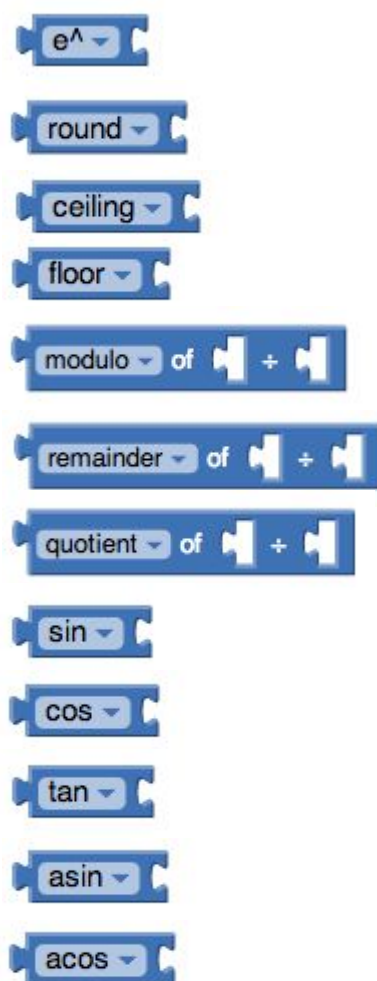 e^
round
ceiling
floor
modulo of ÷
remainder of ÷
quotient of ÷
sin
cos
tan
asin
acos